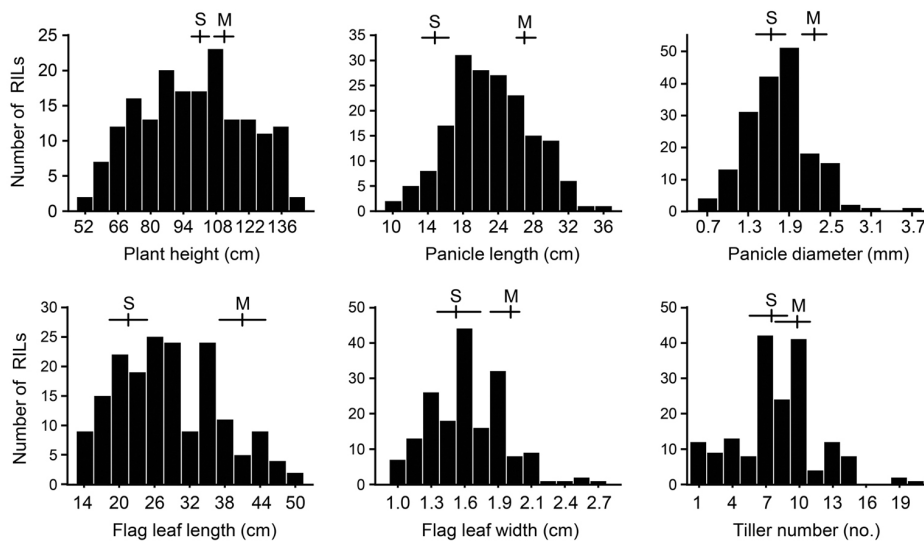 S M
25
20
15
10
5
0
Number of RILs
52 66 80 94 108 122 136
Plant height (cm)
S M
35
30
25
20
15
10
5
0
10 14 18 24 28 32 36
Panicle length (cm)
S M
50
40
30
20
10
0
0.7 1.3 1.9 2.5 3.1 3.7
Panicle diameter (mm)
S M
30
25
20
15
10
5
0
Number of RILs
14 20 26 32 38 44 50
Flag leaf length (cm)
S M
50
40
30
20
10
0
1.0 1.3 1.6 1.9 2.1 2.4 2.7
Flag leaf width (cm)
S M
50
40
30
20
10
0
1 4 7 10 13 16 19
Tiller number (no.)